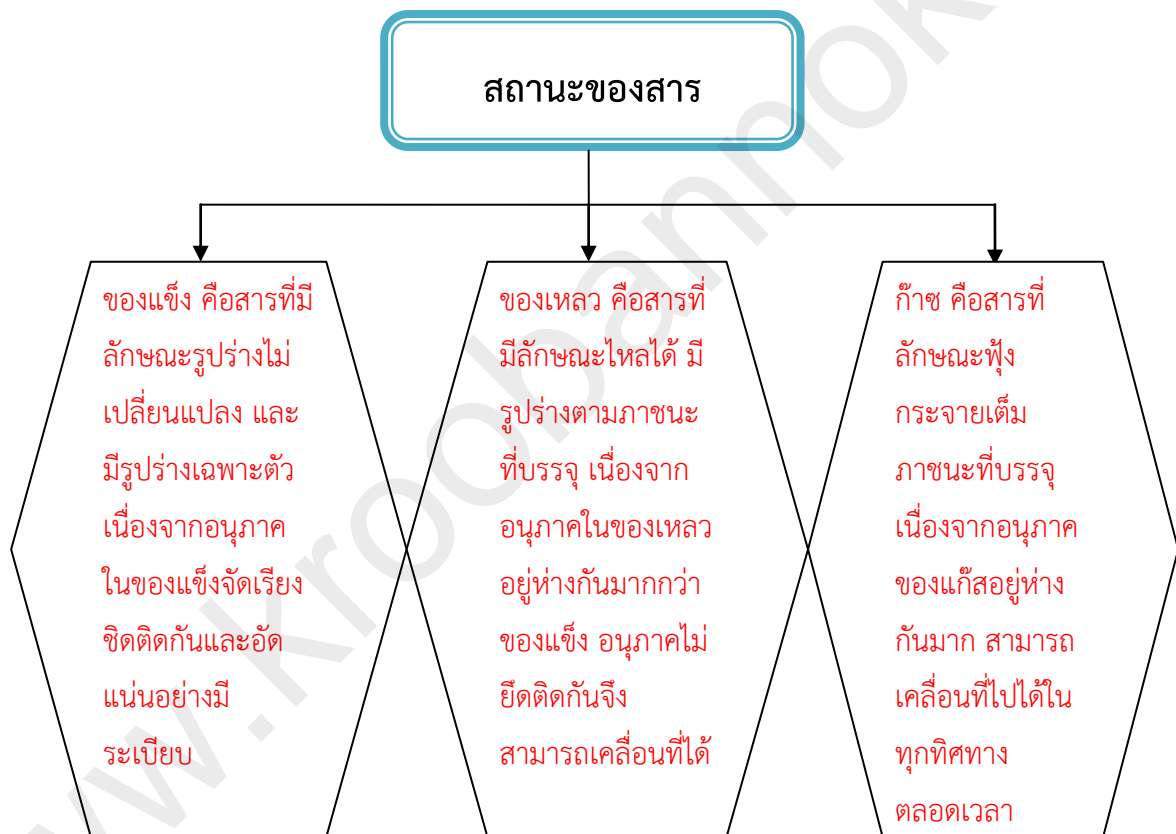 สถานะของสาร
ของแข็ง คือสารที่มี
ลักษณะรูปร่างไม่
เปลี่ยนแปลง และ
มีรูปร่างเฉพาะตัว
เนื่องจากอนุภาค
ในของแข็งจัดเรียง
ชิดติดกันและอัด
แน่นอย่างมี
ระเบียบ
ของเหลว คือสารที่
มีลักษณะไหลได้ มี
รูปร่างตามภาชนะ
ที่บรรจุ เนื่องจาก
อนุภาคในของเหลว
อยู่ห่างกันมากกว่า
ของแข็ง อนุภาคไม่
ยึดติดกันจึง
สามารถเคลื่อนที่ได้
ก๊าซ คือสารที่
ลักษณะฟุ้ง
กระจายเต็ม
ภาชนะที่บรรจุ
เนื่องจากอนุภาค
ของแก๊สอยู่ห่าง
กันมาก สามารถ
เคลื่อนที่ไปได้ใน
ทุกทิศทาง
ตลอดเวลา
w.kroobannok